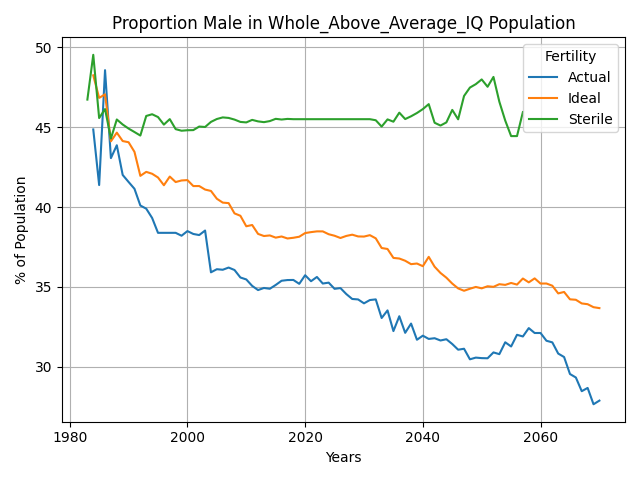 Proportion Male in Whole_Above_Average_IQ Population
Fertility
Actual
Ideal
Sterile
% of Population
50
45
40
35
30
1980
2000
2020
2040
2060
Years